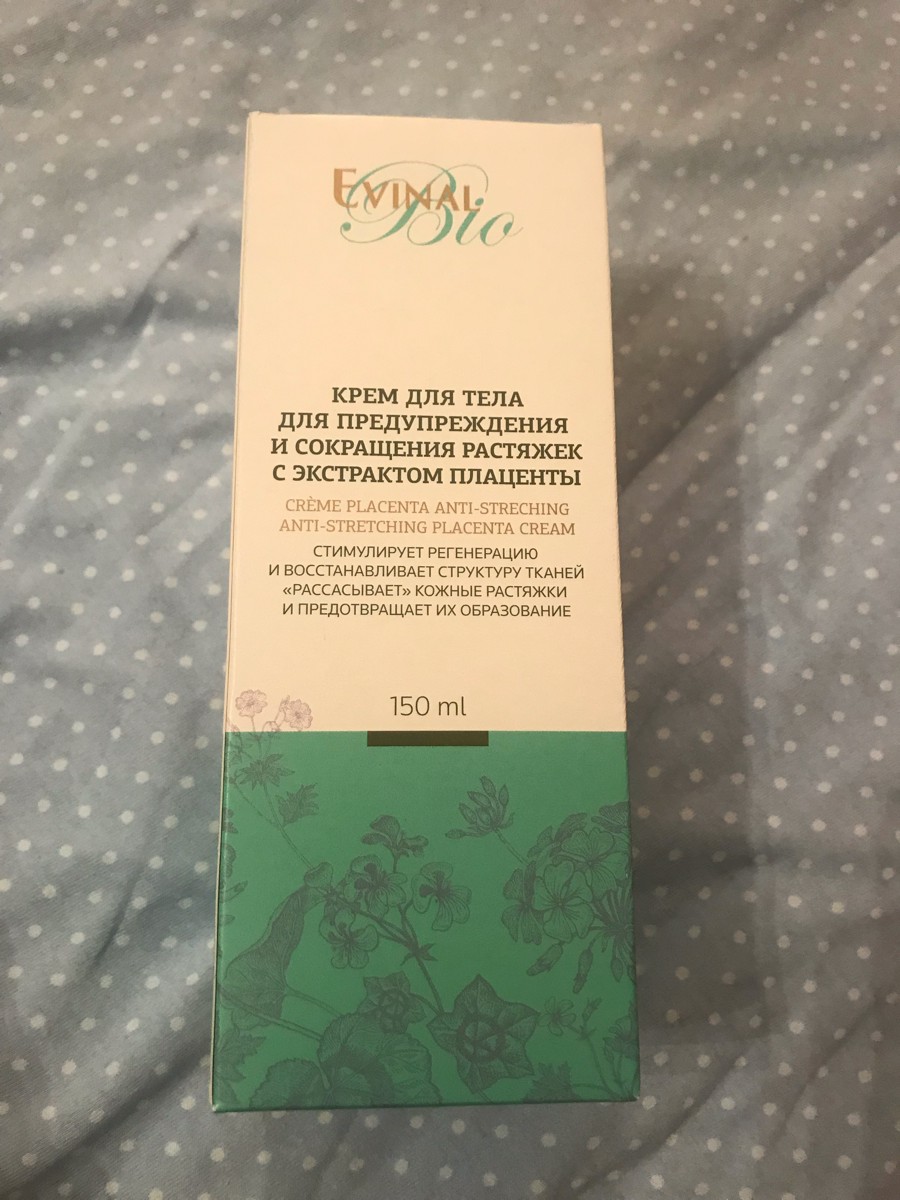 EVINAL
Bio
КРЕМ ДЛЯ ТЕЛА
ДЛЯ ПРЕДУПРЕЖДЕНИЯ
И СОКРАЩЕНИЯ РАСТЯЖЕК
С ЭКСТРАКТОМ ПЛАЦЕНТЫ
CRÈME PLACENTA ANTI-STRECHING
ANTI-STRETCHING PLACENTA CREAM
СТИМУЛИРУЕТ РЕГЕНЕРАЦИЮ
И ВОССТАНАВЛИВАЕТ СТРУКТУРУ ТКАНЕЙ
«РАССАСЫВАЕТ» КОЖНЫЕ РАСТЯЖКИ
И ПРЕДОТВРАЩАЕТ ИХ ОБРАЗОВАНИЕ
150 ml